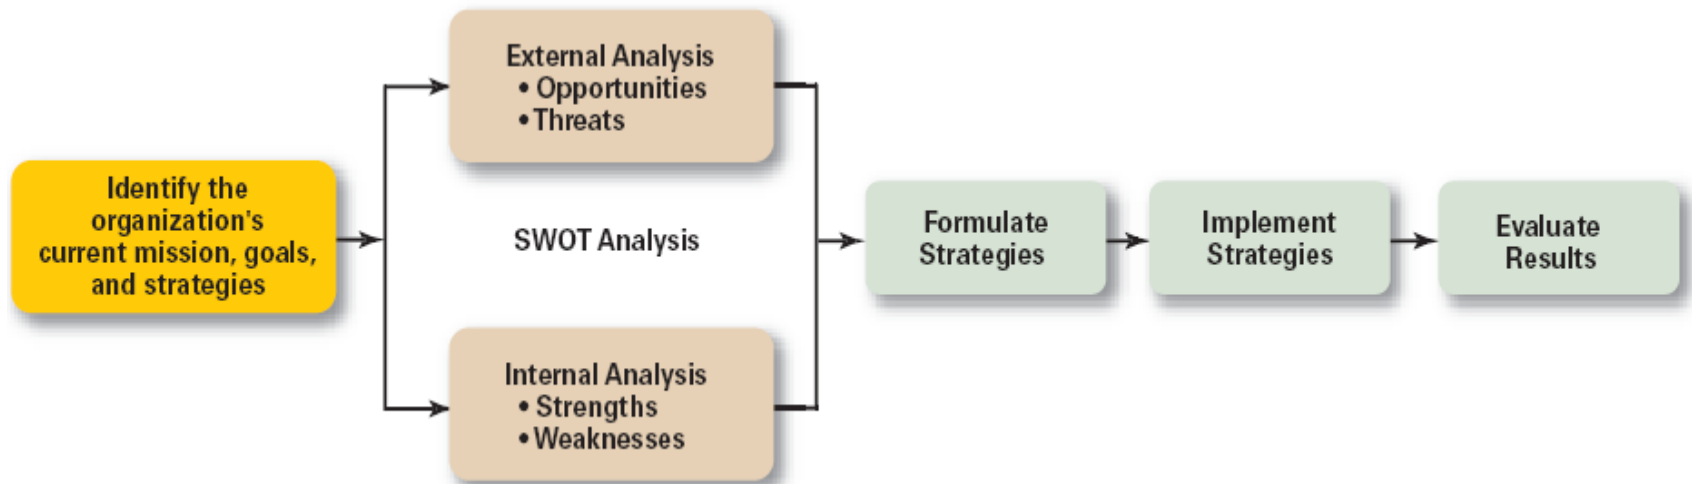 Identify the
organization's
current mission, goals,
and strategies
External Analysis
• Opportunities
• Threats
SWOT Analysis
Internal Analysis
• Strengths
• Weaknesses
Formulate
Strategies
Implement
Strategies
Evaluate
Results